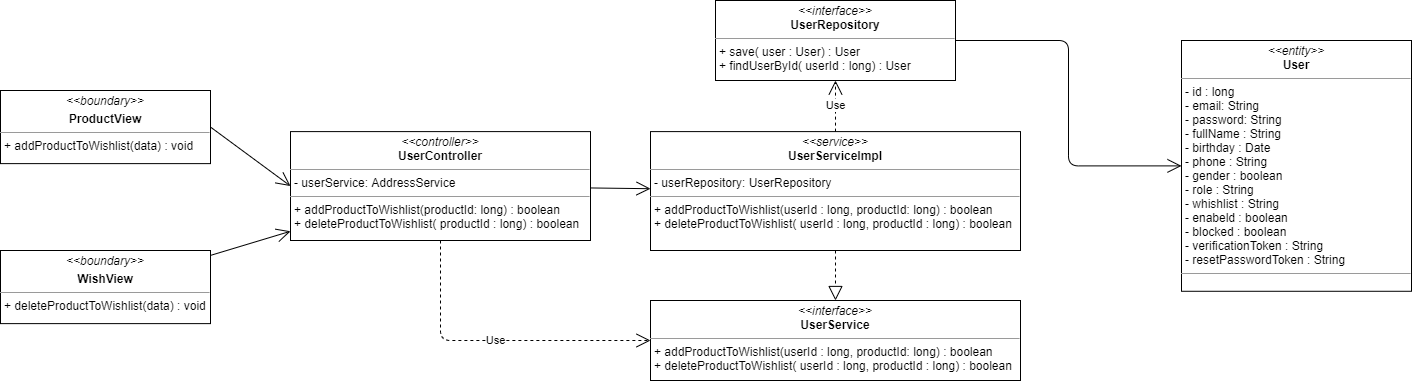 <<interface>>
UserRepository
+ save( user : User) : User
+ findUserById( userId : long) : User
<<entity>>
User
- id : long
- email: String
- password: String
- fullName : String
- birthday : Date
- phone : String
- gender : boolean
- role : String
- whishlist : String
- enabeld : boolean
- blocked : boolean
- verificationToken : String
- resetPasswordToken : String
<<boundary>>
ProductView
+ addProductToWishlist(data) : void
Use
<<controller>>
UserController
- userService: AddressService
+ addProductToWishlist(productId: long) : boolean
+ deleteProductToWishlist( productId : long) : boolean
<<service>>
UserServiceImpl
- userRepository: UserRepository
+ addProductToWishlist(userId : long, productId: long) : boolean
+ deleteProductToWishlist( userId : long, productId : long) : boolean
<<boundary>>
WishView
+ deleteProductToWishlist(data) : void
Use
<<interface>>
UserService
+ addProductToWishlist(userId : long, productId: long) : boolean
+ deleteProductToWishlist( userId : long, productId : long) : boolean